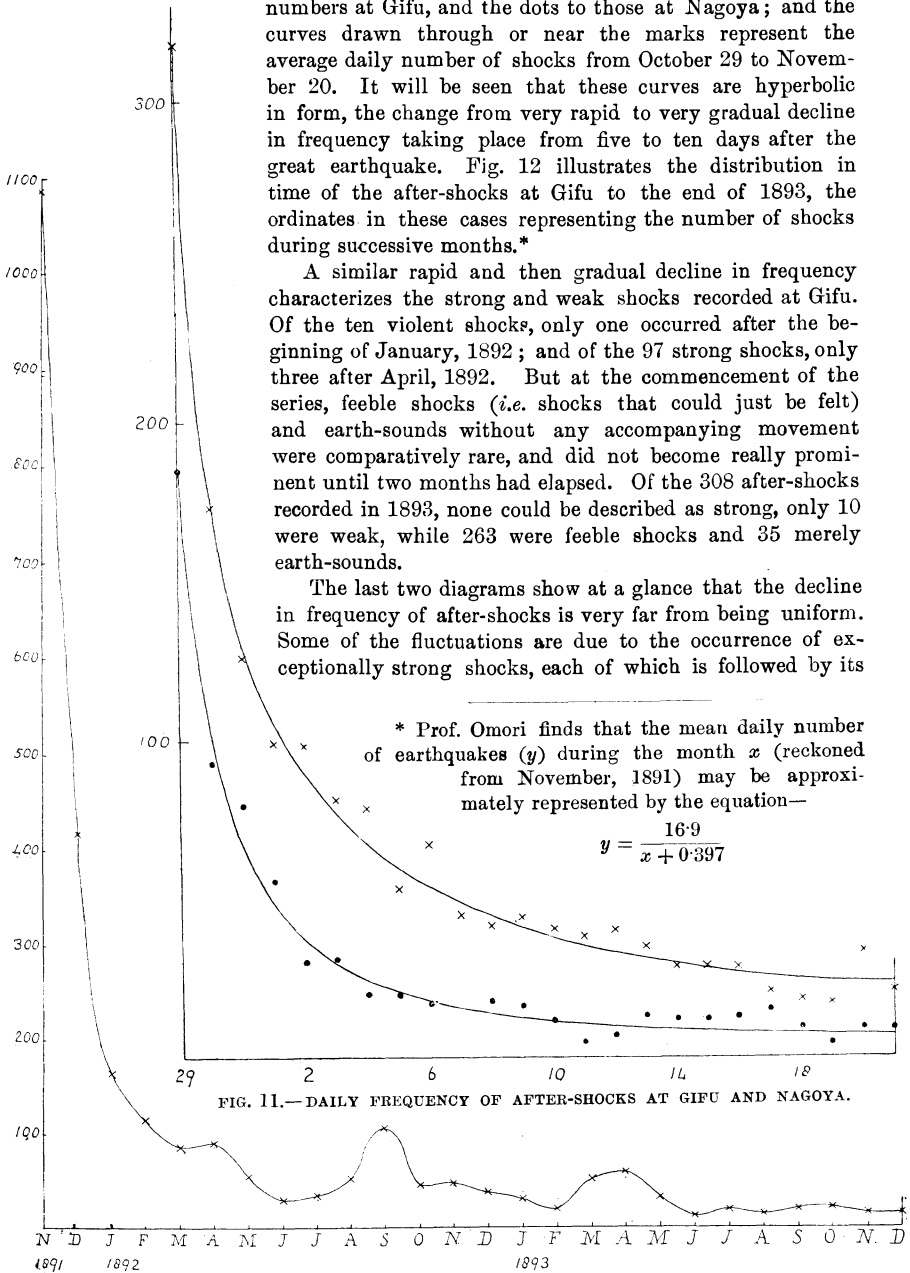 numbers at Gifu, and the dots to those at Nagoya; and the
curves drawn through or near the marks represent the
average daily number of shocks from October 29 to Novem-
ber 20. It will be seen that these curves are hyperbolic
in form, the change from very rapid to very gradual decline
in frequency taking place from five to ten days after the
great earthquake. Fig. 12 illustrates the distribution in
time of the after-shocks at Gifu to the end of 1893, the
ordinates in these cases representing the number of shocks
during successive months.*
A similar rapid and then gradual decline in frequency
characterizes the strong and weak shocks recorded at Gifu.
Of the ten violent shocks, only one occurred after the be-
ginning of January, 1892; and of the 97 strong shocks, only
three after April, 1892. But at the commencement of the
series, feeble shocks (i.e. shocks that could just be felt)
and earth-sounds without any accompanying movement
were comparatively rare, and did not become really promi-
nent until two months had elapsed. Of the 308 after-shocks
recorded in 1893, none could be described as strong, only 10
were weak, while 263 were feeble shocks and 35 merely
earth-sounds.
The last two diagrams show at a glance that the decline
in frequency of after-shocks is very far from being uniform.
Some of the fluctuations are due to the occurrence of ex-
ceptionally strong shocks, each of which is followed by its
* Prof. Omori finds that the mean daily number
of earthquakes (y) during the month x (reckoned
from November, 1891) may be approxi-
mately represented by the equation—
y = 16·9 / x + 0·397
300
200
100
29 2 6 10 14 18
FIG. 11.—DAILY FREQUENCY OF AFTER-SHOCKS AT GIFU AND NAGOYA.
1100
1000
900
800
700
600
500
400
300
200
100
N D J F M A M J J A S O N D J F M A M J J A S O N D
1891 1892 1893